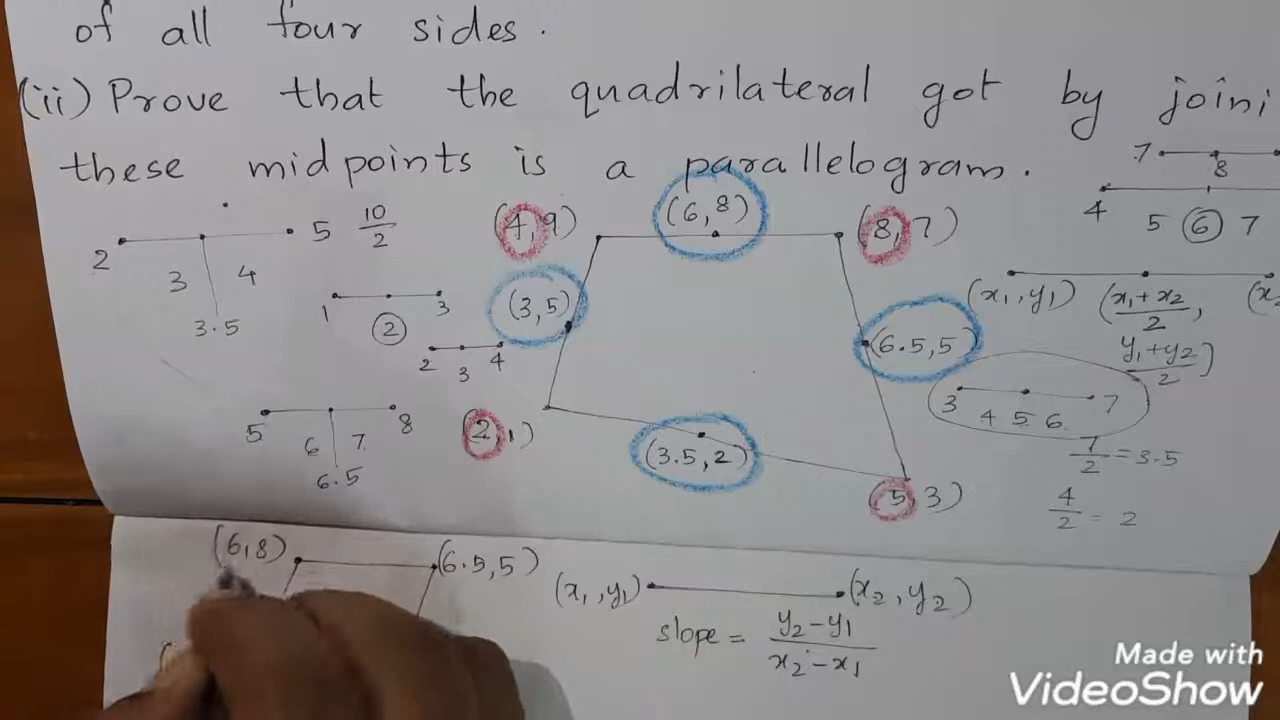 of all four sides.
(ii) Prove that the quadrilateral got by joini
these midpoints is a parallelogram.
7 8
4 5 6 7
2 3 4 5
3.5
10/2
(4,9) (6,8) (8,7)
1 2 3
(3,5)
(x₁,y₁) (x₁+x₂/2, y₁+y₂/2) (x
2 3 4
(6.5,5)
3 4 5 6 7
5 6 7 8
6.5
(2,1) (3.5,2) (5,3)
7/2 = 3.5
4/2 = 2
(6,8) (6.5,5) (x₁,y₁) (x₂,y₂)
slope = y₂-y₁/x₂-x₁
Made with
VideoShow